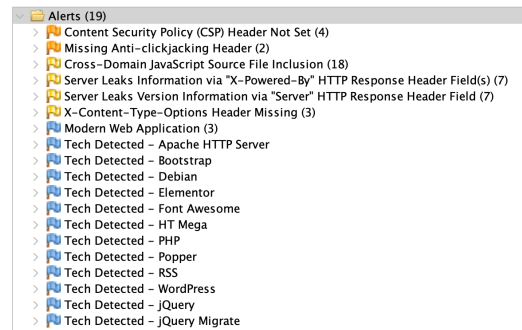 Alerts (19)
Content Security Policy (CSP) Header Not Set (4)
Missing Anti-clickjacking Header (2)
Cross-Domain JavaScript Source File Inclusion (18)
Server Leaks Information via "X-Powered-By" HTTP Response Header Field(s) (7)
Server Leaks Version Information via "Server" HTTP Response Header Field (7)
X-Content-Type-Options Header Missing (3)
Modern Web Application (3)
Tech Detected - Apache HTTP Server
Tech Detected - Bootstrap
Tech Detected - Debian
Tech Detected - Elementor
Tech Detected - Font Awesome
Tech Detected - HT Mega
Tech Detected - PHP
Tech Detected - Popper
Tech Detected - RSS
Tech Detected - WordPress
Tech Detected - jQuery
Tech Detected - jQuery Migrate